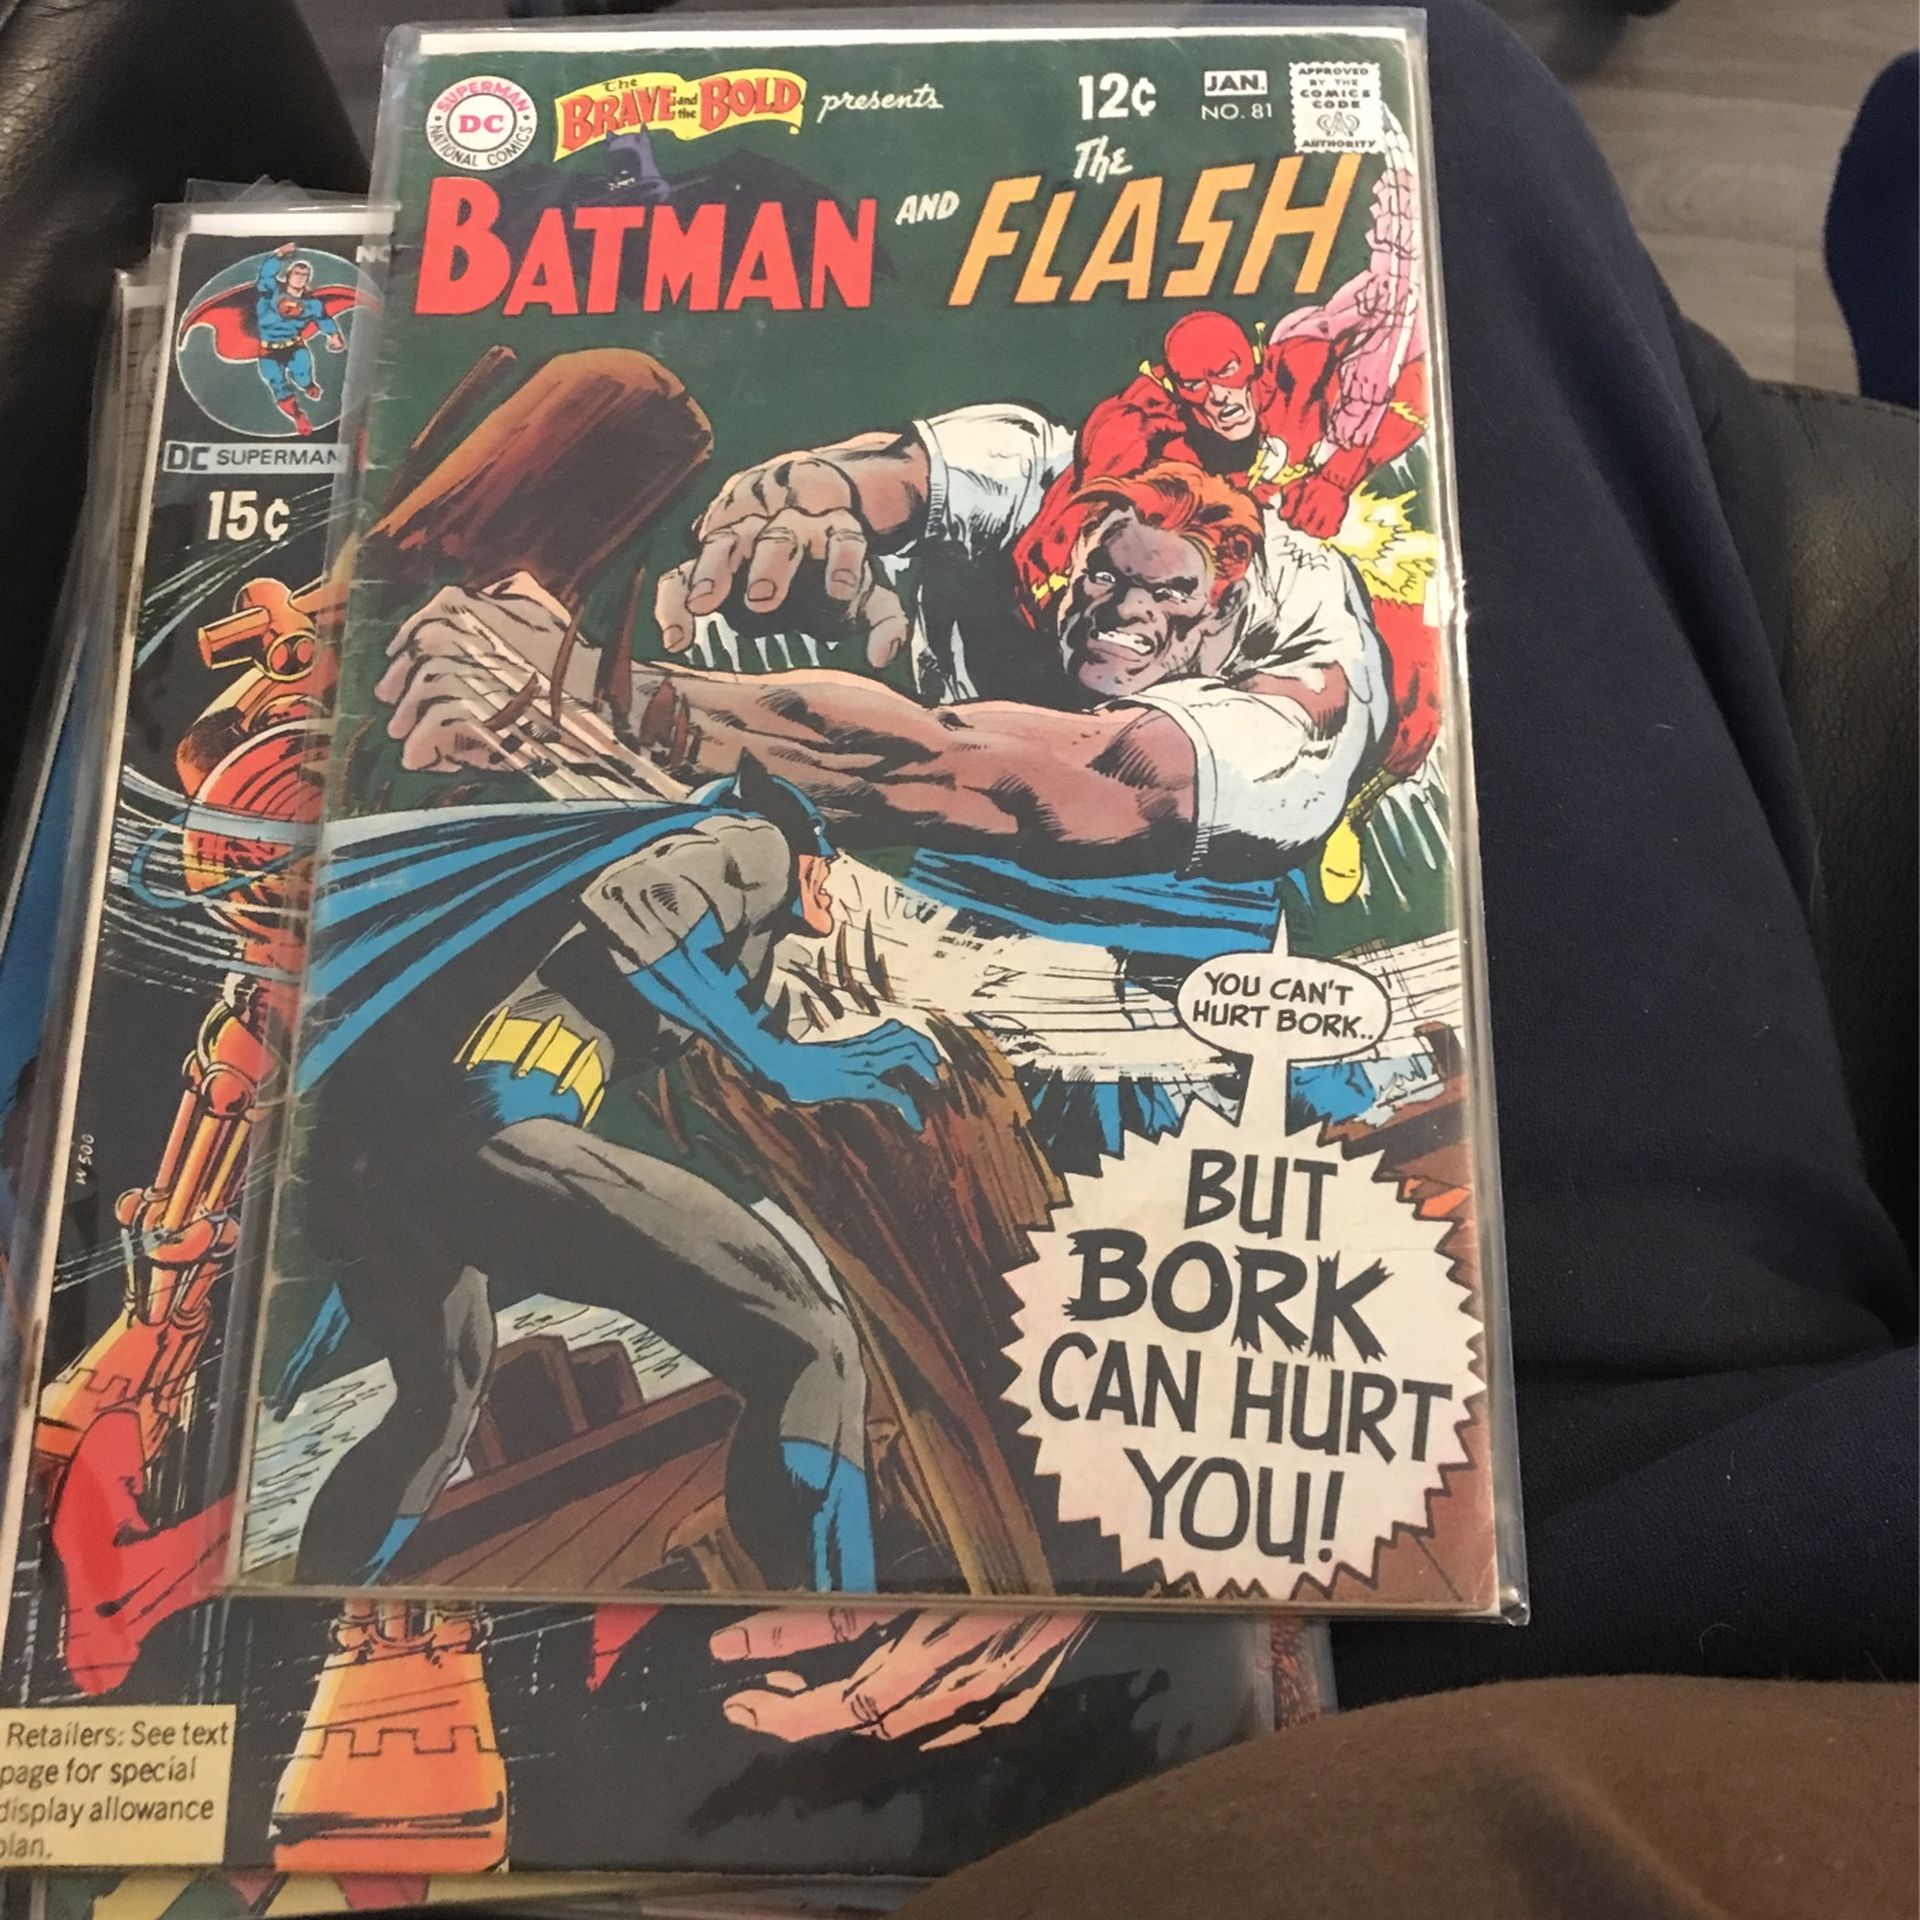 SUPERMAN
DC
NATIONAL COMICS
The
BRAVE and the BOLD presents
12¢
JAN.
NO. 81
APPROVED
BY THE
COMICS
CODE
CA
AUTHORITY
BATMAN AND The FLASH
YOU CAN'T
HURT BORK..
BUT
BORK
CAN HURT
YOU!
DC SUPERMAN
15¢
Retailers: See text
page for special
display allowance
plan.